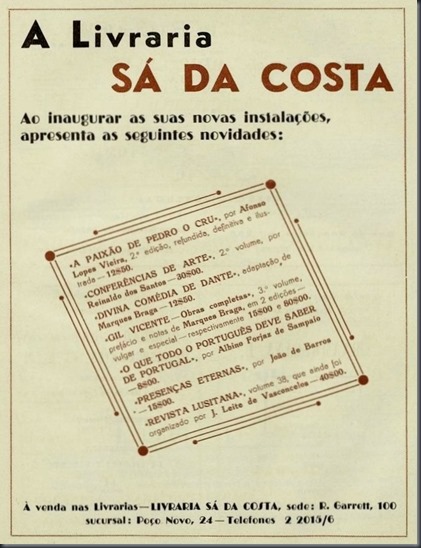 A Livraria
SÁ DA COSTA
Ao inaugurar as suas novas instalações,
apresenta as seguintes novidades:
«A PAIXÃO DE PEDRO O CRU», por Afonso
Lopes Vieira, 2.ª edição, refundida, definitiva e ilus-
trada — 12$50.
«CONFERÊNCIAS DE ARTE», 2.º volume, por
Reinaldo dos Santos — 30$00.
«DIVINA COMÉDIA DE DANTE», adaptação de
Marques Braga — 12$50.
«GIL VICENTE — Obras completas», 3.º volume,
prefácio e notas de Marques Braga, em 2 edições —
vulgar e especial — respectivamente 15$00 e 50$00.
«O QUE TODO O PORTUGUÊS DEVE SABER
DE PORTUGAL», por Albino Forjaz de Sampaio
— 8$00.
«PRESENÇAS ETERNAS», por João de Barros
— 15$00.
«REVISTA LUSITANA», volume 38, que ainda foi
organizado por J. Leite de Vasconcelos — 40$00.
À venda nas Livrarias — LIVRARIA SÁ DA COSTA, sede: R. Garrett, 100
sucursal: Poço Novo, 24 — Telefones 2 2015/6